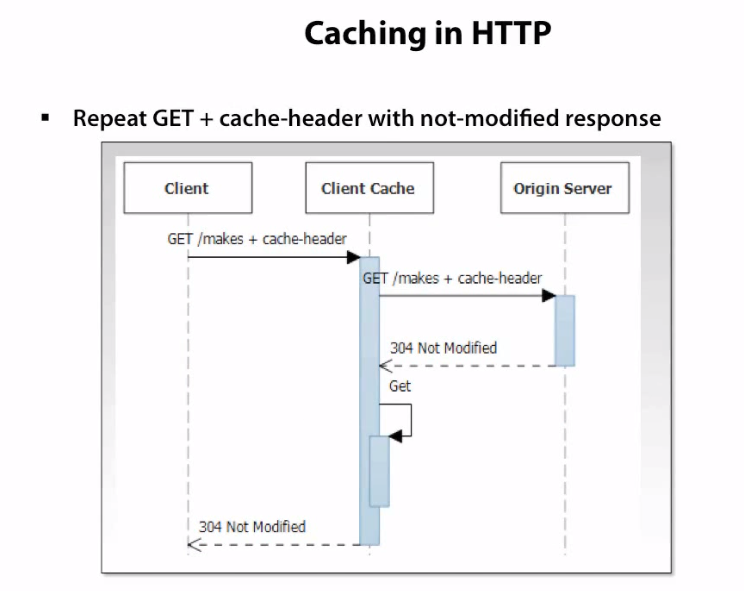 Caching in HTTP
▪ Repeat GET + cache-header with not-modified response
Client
Client Cache
Origin Server
GET /makes + cache-header
GET /makes + cache-header
304 Not Modified
Get
304 Not Modified